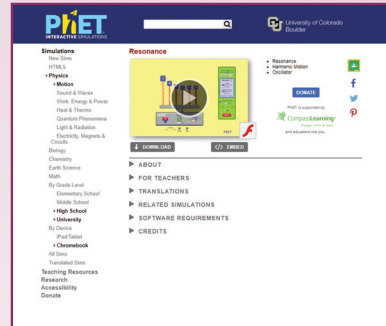 PhET
INTERACTIVE SIMULATIONS
University of Colorado
Boulder
Simulations
New Sims
HTML5
Physics
Motion
Sound & Waves
Work, Energy & Power
Heat & Thermo
Quantum Phenomena
Light & Radiation
Electricity, Magnets &
Circuits
Biology
Chemistry
Earth Science
Math
By Grade Level
Elementary School
Middle School
High School
University
By Device
iPad/Tablet
Chromebook
All Sims
Translated Sims
Teaching Resources
Research
Accessibility
Donate
Resonance
PhET
DOWNLOAD
</> EMBED
ABOUT
FOR TEACHERS
TRANSLATIONS
RELATED SIMULATIONS
SOFTWARE REQUIREMENTS
CREDITS
• Resonance
• Harmonic Motion
• Oscillator
DONATE
PhET is supported by
CompassLearning
and educators like you.